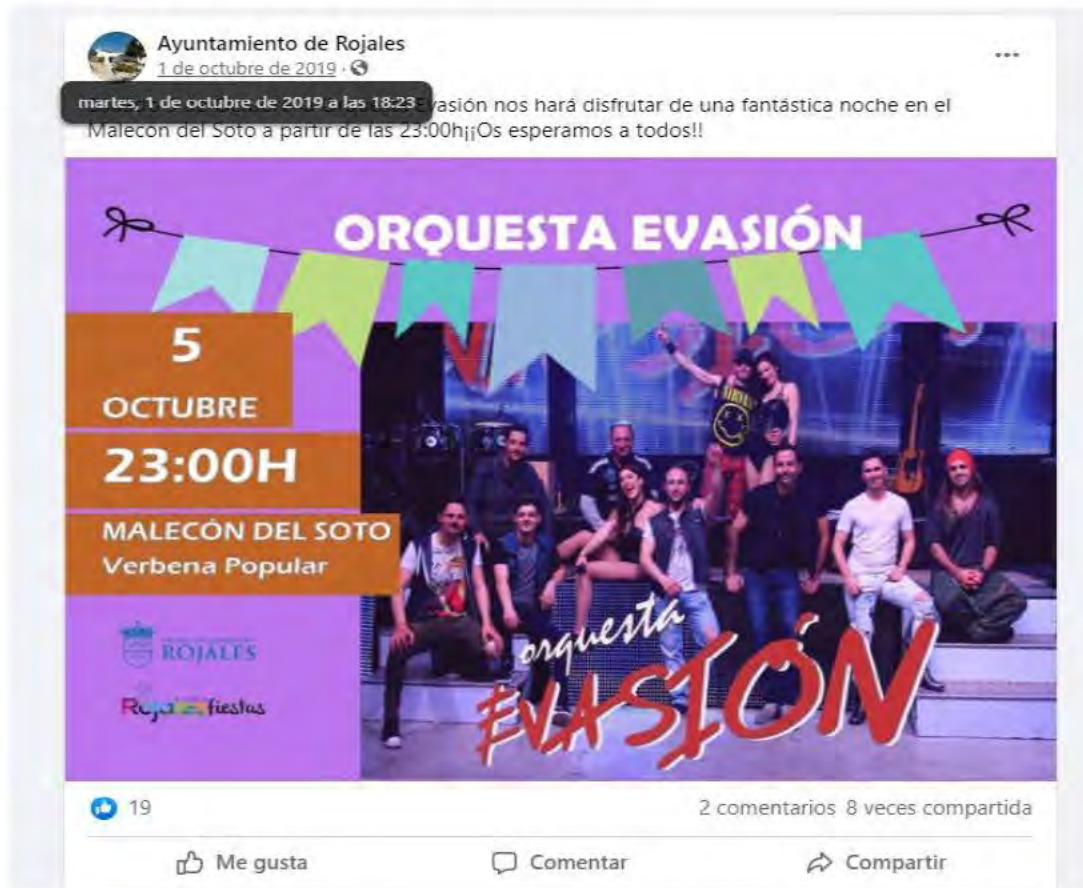 Ayuntamiento de Rojales
1 de octubre de 2019 ·
martes, 1 de octubre de 2019 a las 18:23
vasión nos hará disfrutar de una fantástica noche en el
Malecón del Soto a partir de las 23:00h¡¡Os esperamos a todos!!
ORQUESTA EVASIÓN
5
OCTUBRE
23:00H
MALECÓN DEL SOTO
Verbena Popular
ROJALES
Rojales fiestas
NIRVANA
orquesta
EVASIÓN
19
2 comentarios 8 veces compartida
Me gusta
Comentar
Compartir